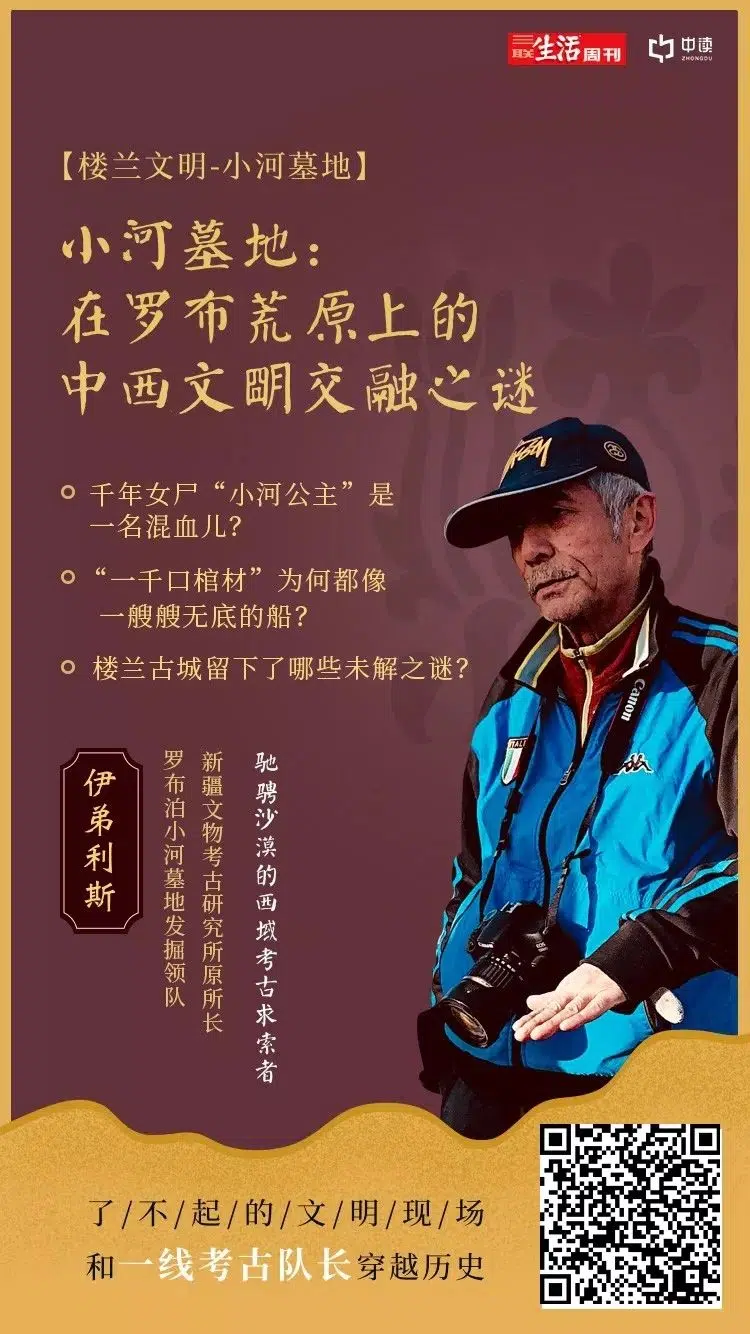 三联生活周刊
中读
ZHONGDU
【楼兰文明-小河墓地】
小河墓地：
在罗布荒原上的
中西文明交融之谜
千年女尸“小河公主”是
一名混血儿？
“一千口棺材”为何都像
一艘艘无底的船？
楼兰古城留下了哪些未解之谜？
驰骋沙漠的西域考古求索者
新疆文物考古研究所原所长
罗布泊小河墓地发掘领队
伊弟利斯
Canon
ITALIA
了/不/起/的/文/明/现/场
和一线考古队长穿越历史